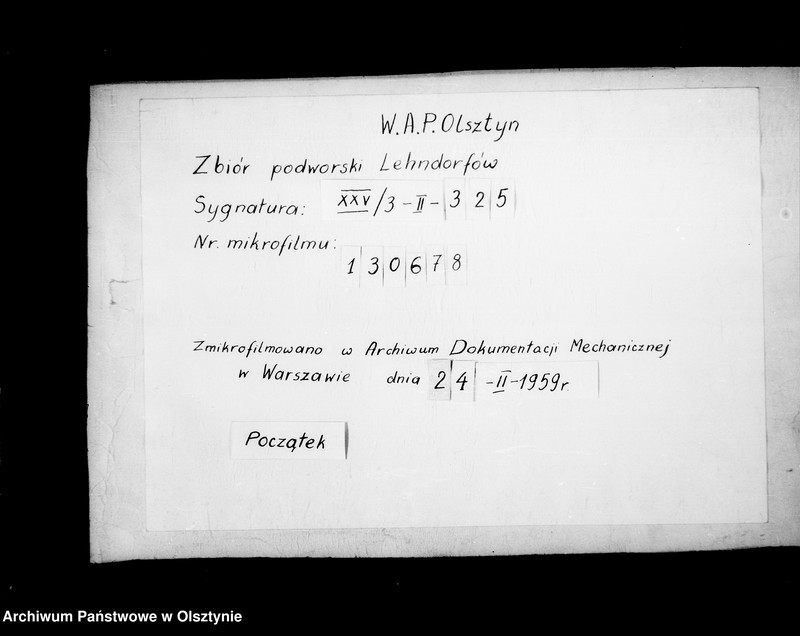 W.A.P. Olsztyn
Zbiór podworski Lehndorfów
Sygnatura: XXV/3-II-325
Nr. mikrofilmu: 130678
Zmikrofilmowano w Archiwum Dokumentacji Mechanicznej
w Warszawie dnia 24-II-1959r.
Początek
Archiwum Państwowe w Olsztynie